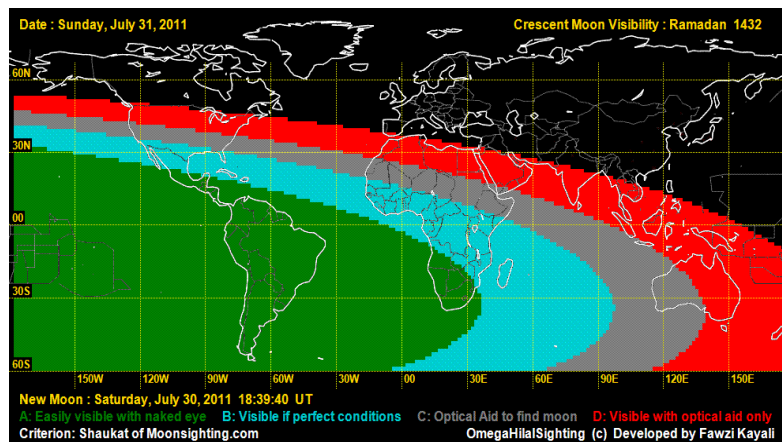 Date : Sunday, July 31, 2011 Crescent Moon Visibility : Ramadan 1432
60N
30N
00
30S
60S
150W 120W 90W 60W 30W 00 30E 60E 90E 120E 150E
New Moon : Saturday, July 30, 2011 18:39:40 UT
A: Easily visible with naked eye B: Visible if perfect conditions C: Optical Aid to find moon D: Visible with optical aid only
Criterion: Shaukat of Moonsighting.com OmegaHilalSighting (c) Developed by Fawzi Kayali